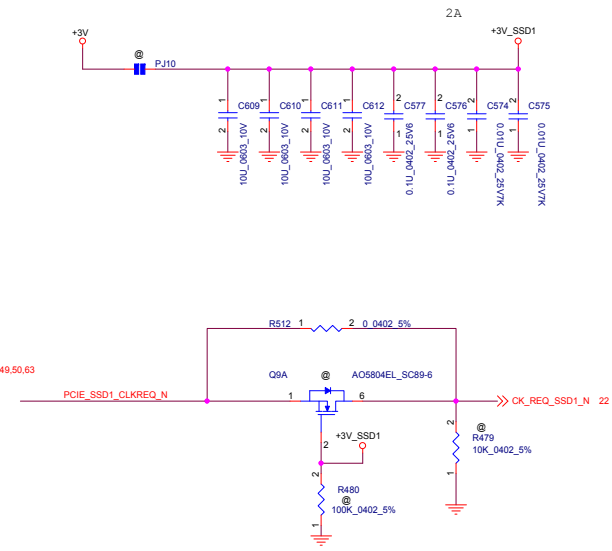 2A
+3V
+3V_SSD1
@
PJ10
1 1 1 1 2 2 2 2
C609 C610 C611 C612 C577 C576 C574 C575
2 2 2 2 1 1 1 1
10U_0603_10V
10U_0603_10V
10U_0603_10V
10U_0603_10V
0.1U_0402_25V6
0.1U_0402_25V6
0.01U_0402_25V7K
0.01U_0402_25V7K
R512 1 2 0_0402_5%
49,50,63
Q9A @ AO5804EL_SC89-6
PCIE_SSD1_CLKREQ_N 1 6 CK_REQ_SSD1_N 22
2
+3V_SSD1
2
@
R479
10K_0402_5%
1
2
R480
@
100K_0402_5%
1